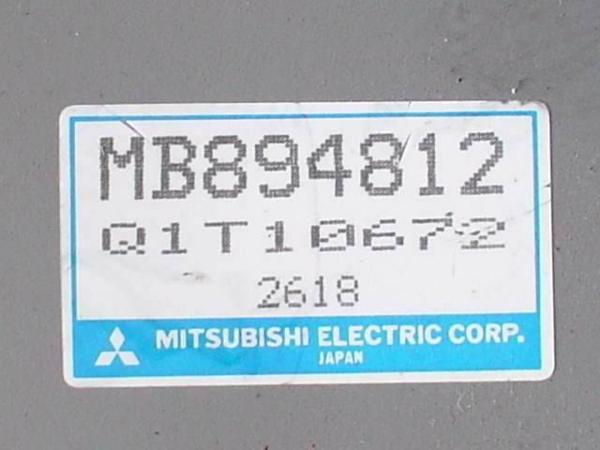 MB894812
Q1T10672
2618
MITSUBISHI ELECTRIC CORP.
JAPAN